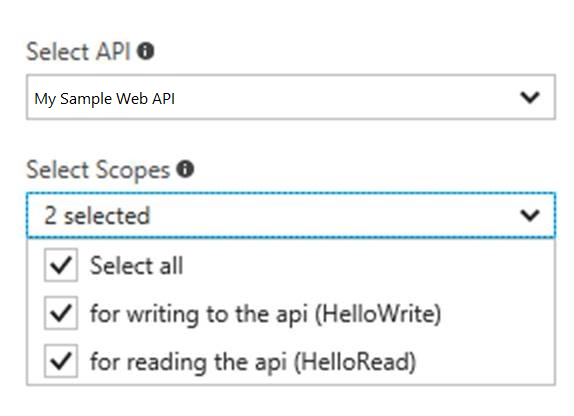 Select API
My Sample Web API
Select Scopes
2 selected
Select all
for writing to the api (HelloWrite)
for reading the api (HelloRead)